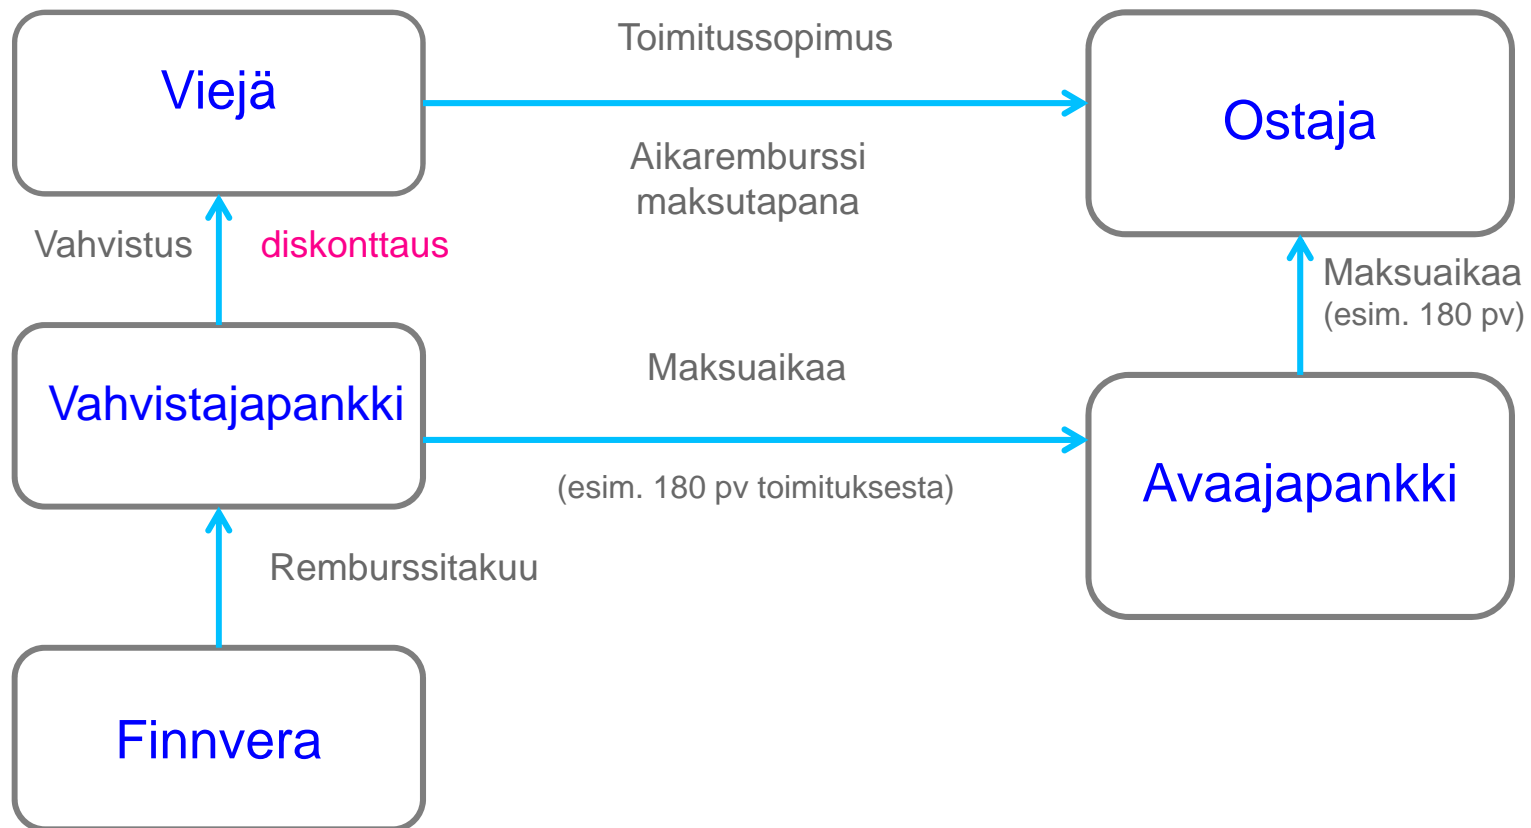 Toimitussopimus
Viejä
Ostaja
Aikaremburssi
maksutapana
Vahvistus
diskonttaus
Maksuaikaa
(esim. 180 pv)
Maksuaikaa
Vahvistajapankki
Avaajapankki
(esim. 180 pv toimituksesta)
Remburssitakuu
Finnvera